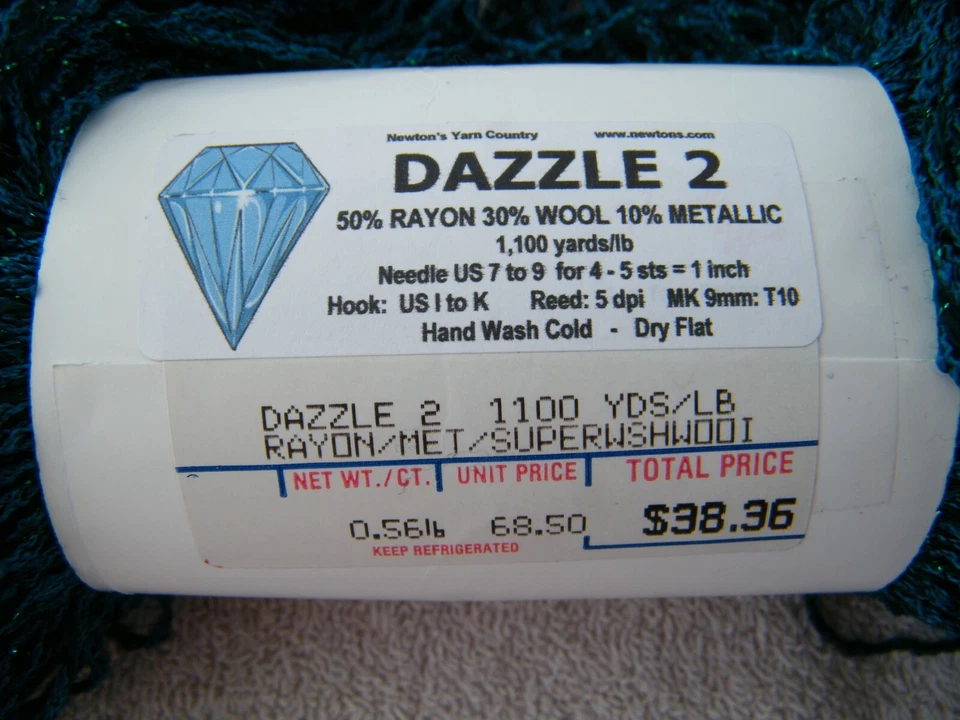 Newton's Yarn Country www.newtons.com
DAZZLE 2
50% RAYON 30% WOOL 10% METALLIC
1,100 yards/lb
Needle US 7 to 9 for 4 - 5 sts = 1 inch
Hook: US I to K Reed: 5 dpi MK 9mm: T10
Hand Wash Cold - Dry Flat
DAZZLE 2 1100 YDS/LB
RAYON/MET/SUPERWSHWOOI
NET WT./CT. UNIT PRICE TOTAL PRICE
0.56lb 68.50 $38.36
KEEP REFRIGERATED